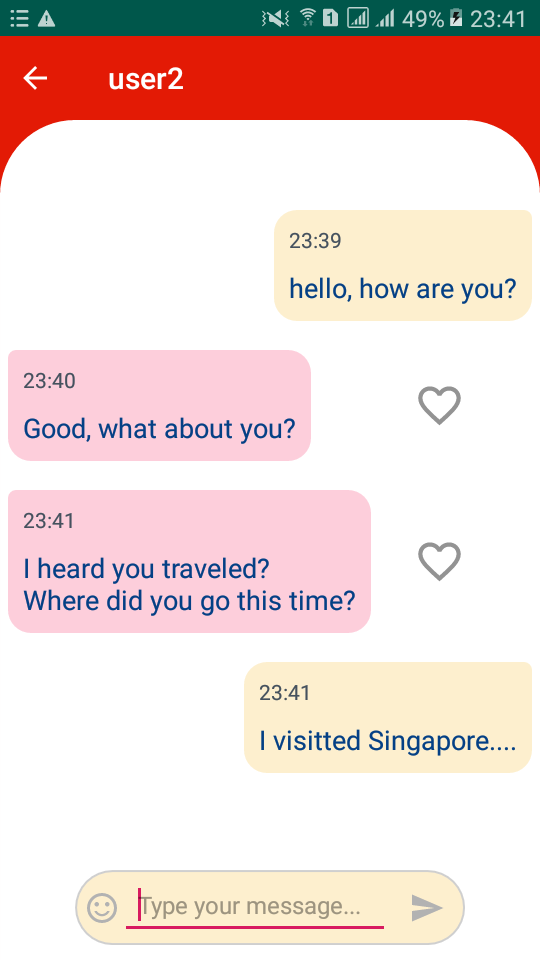 1 49% 23:41
user2
23:39
hello, how are you?
23:40
Good, what about you?
23:41
I heard you traveled?
Where did you go this time?
23:41
I visitted Singapore....
Type your message...